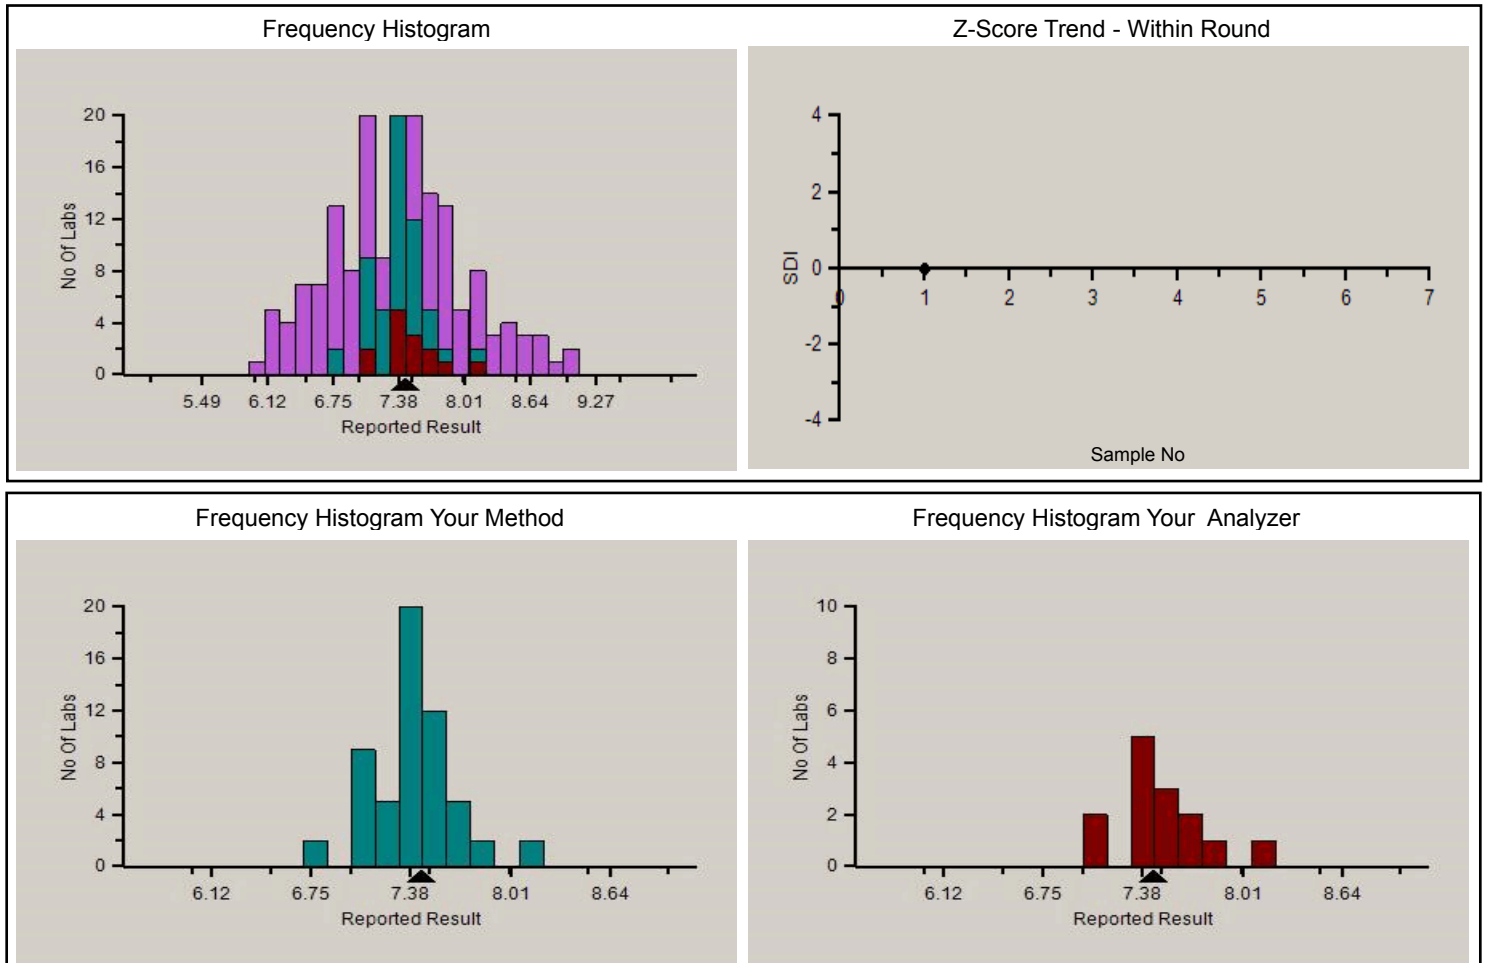 Frequency Histogram
20
16
12
8
4
0
No Of Labs
5.49 6.12 6.75 7.38 8.01 8.64 9.27
Reported Result
Z-Score Trend - Within Round
4
2
0
-2
-4
SDI
0 1 2 3 4 5 6 7
Sample No
Frequency Histogram Your Method
20
16
12
8
4
0
No Of Labs
6.12 6.75 7.38 8.01 8.64
Reported Result
Frequency Histogram Your Analyzer
10
8
6
4
2
0
No Of Labs
6.12 6.75 7.38 8.01 8.64
Reported Result